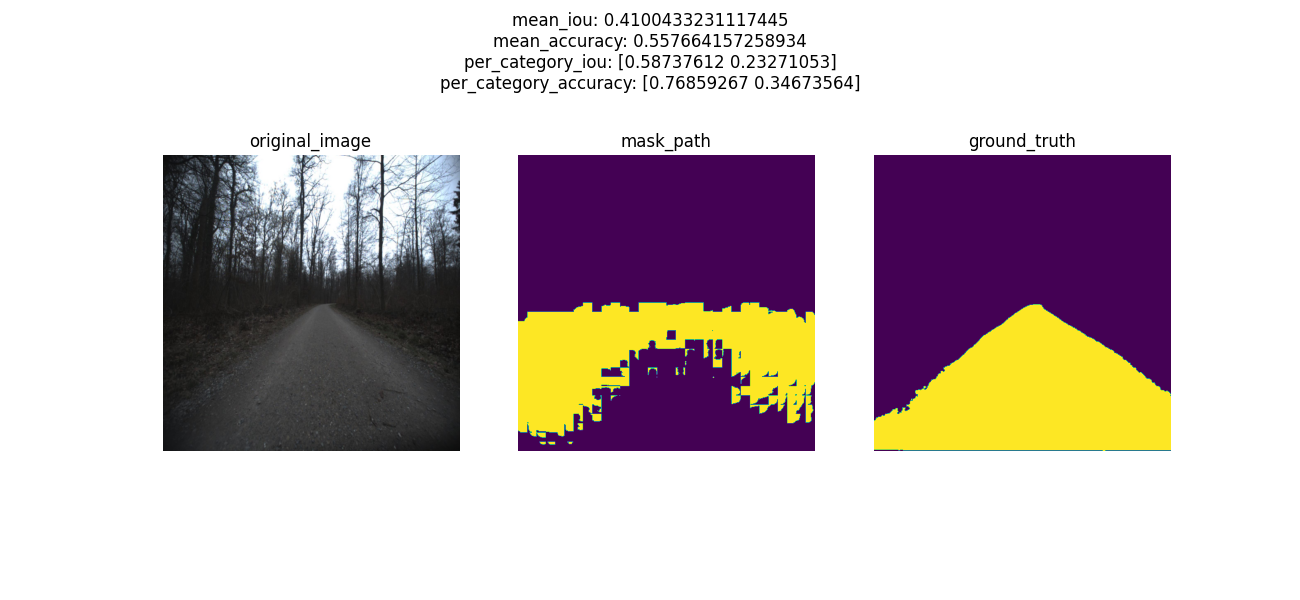 mean_iou: 0.4100433231117445
mean_accuracy: 0.557664157258934
per_category_iou: [0.58737612 0.23271053]
per_category_accuracy: [0.76859267 0.34673564]
original_image
mask_path
ground_truth